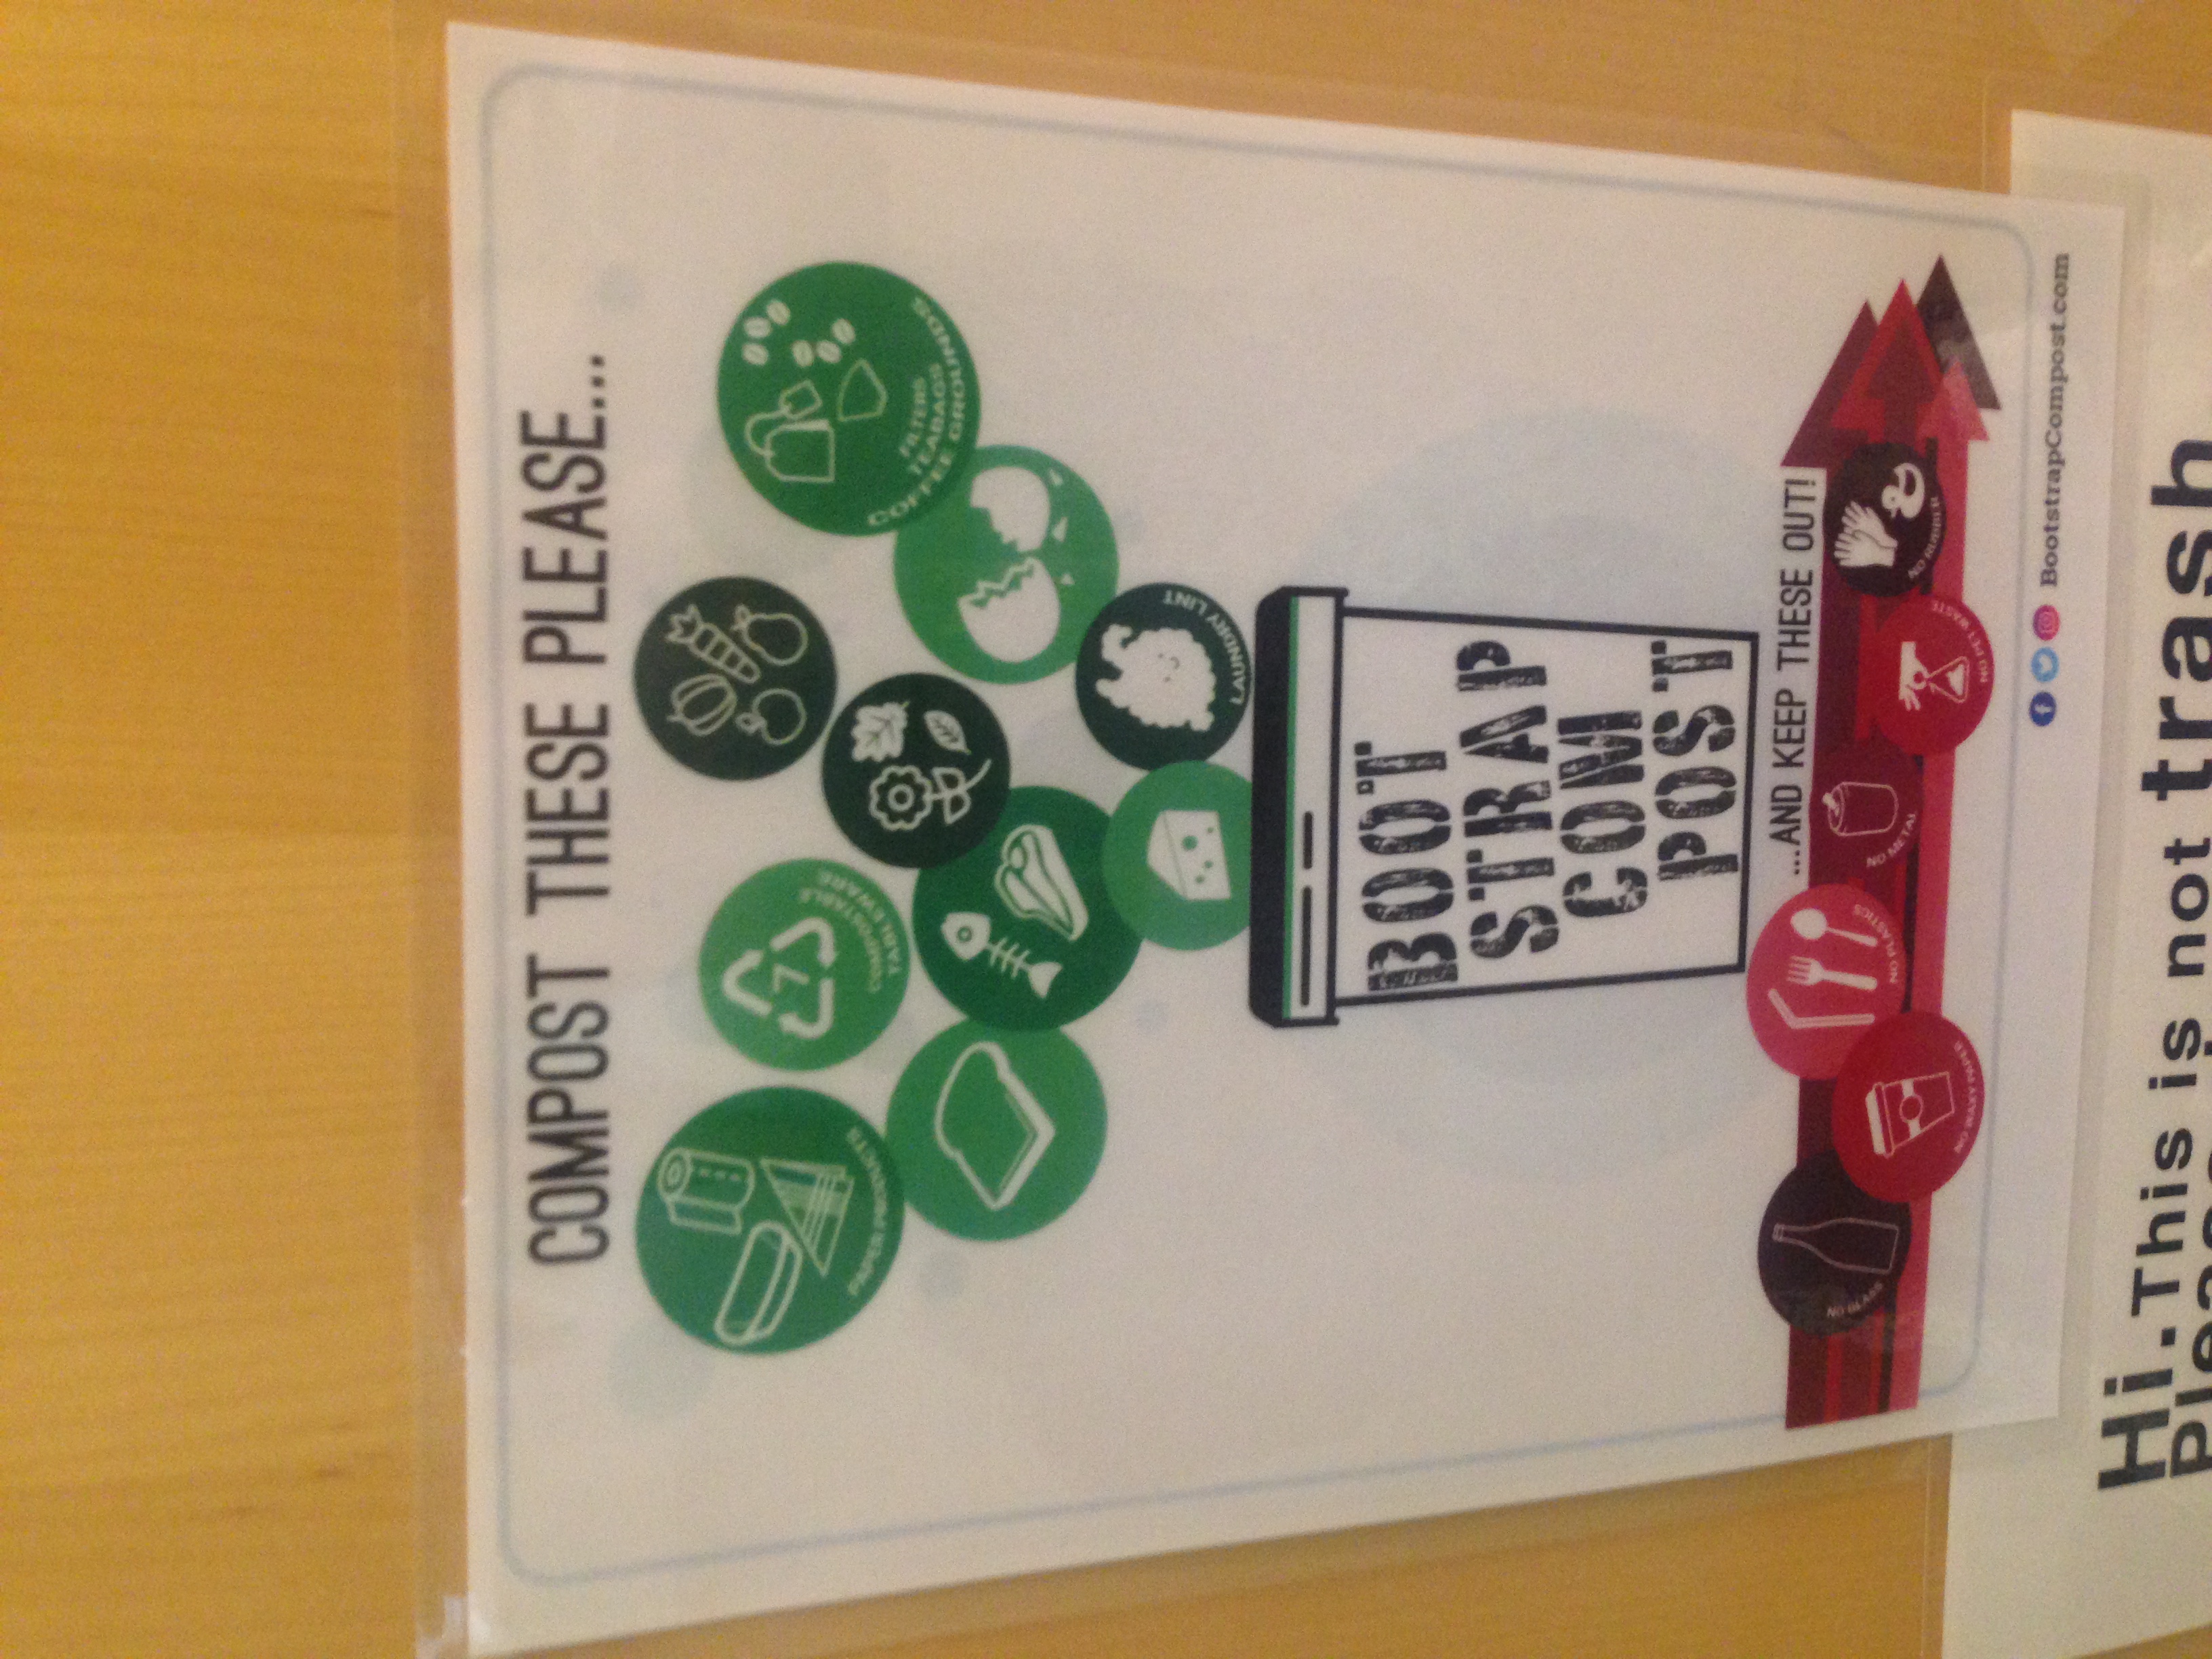 COMPOST THESE PLEASE...
PAPER PRODUCTS
7
COMPOSTABLE
TABLEWARE
FILTERS
TEABAGS
COFFEE GROUNDS
LAUNDRY LINT
BOOT
STRAP
COM
POST
...AND KEEP THESE OUT!
NO GLASS
NO WAXY PAPER
NO PLASTICS
NO METAL
NO PET WASTE
NO RUBBER
BootstrapCompost.com
Hi. This is not trash